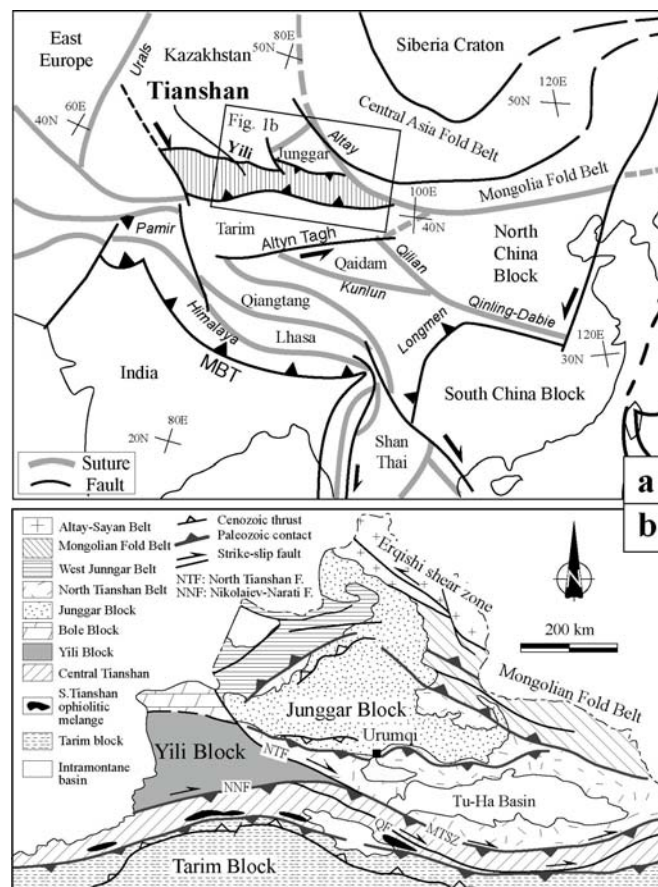 East
Europe
Urals
Kazakhstan
80E
50N
Siberia Craton
120E
50N
60E
40N
Tianshan
Fig. 1b
Altay
Central Asia Fold Belt
Yili
Junggar
Mongolia Fold Belt
100E
40N
Pamir
Tarim
Altyn Tagh
North
China
Block
Qaidam
Qilian
Kunlun
Qiangtang
Qinling-Dabie
Himalaya
Lhasa
Longmen
MBT
120E
30N
India
South China Block
80E
20N
Shan
Thai
Suture
Fault
a
b
Altay-Sayan Belt
Mongolian Fold Belt
West Junngar Belt
North Tianshan Belt
Junggar Block
Bole Block
Yili Block
Central Tianshan
S.Tianshan
ophiolitic
melange
Tarim block
Intramontane
basin
Cenozoic thrust
Paleozoic contact
Strike-slip fault
NTF: North Tianshan F.
NNF: Nikolaiev-Narati F.
Erqishi shear zone
N
200 km
Mongolian Fold Belt
Junggar Block
Urumqi
Yili Block
NTF
NNF
Tu-Ha Basin
QF
MTSZ
Tarim Block